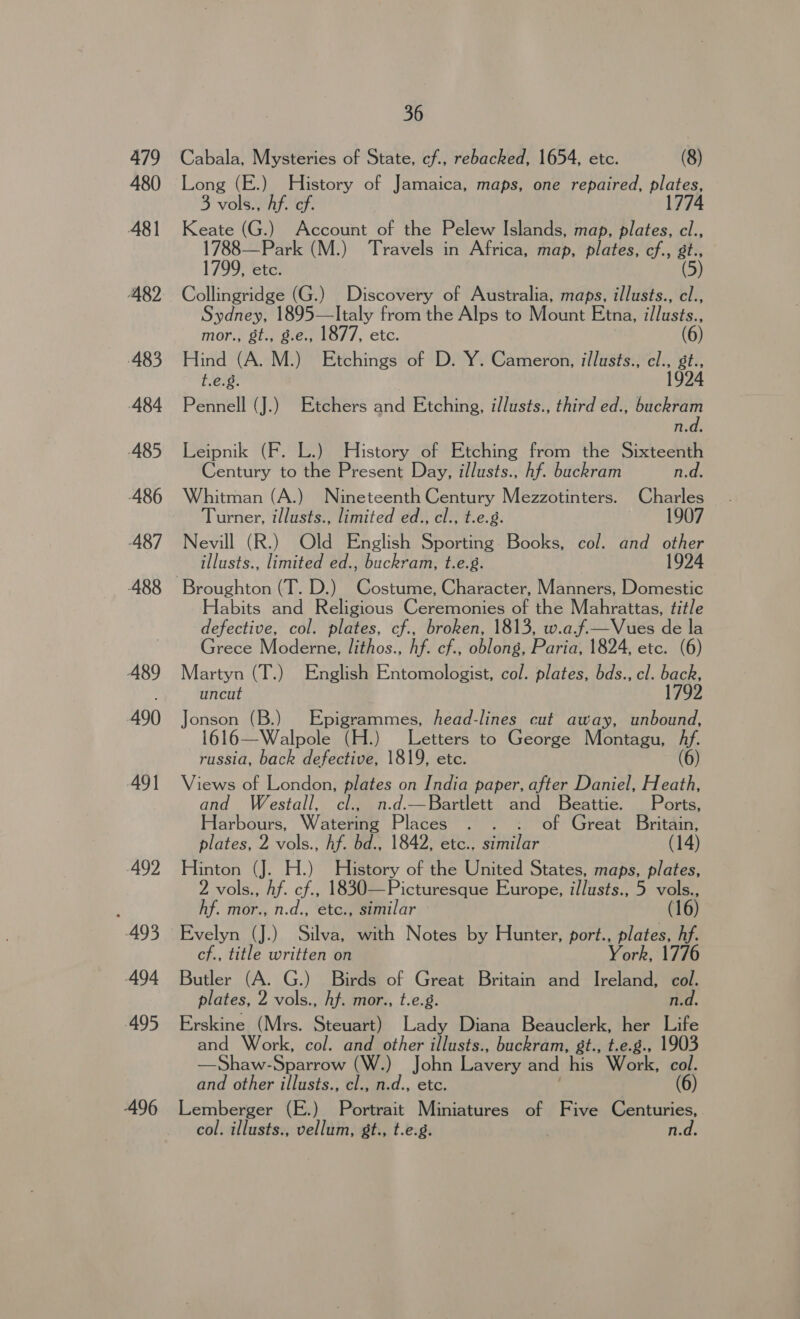 36
479 Cabala, Mysteries of State, cf., rebacked, 1654, etc. (8)
480 Long (E.) History of Jamaica, maps, one repaired, plates,
3 vols., hf. cf. 1774
481 Keate (G.) Account of the Pelew Islands, map, plates, cl.,
1788—Park (M.) Travels in Africa, map, plates, cf., gt.,
1799, etc. (5)
482 Collingridge (G.) Discovery of Australia, maps, illusts., cl.,
Sydney, 1895—Italy from the Alps to Mount Etna, illusts.,
mor., gt., g.e., 1877, etc. (6)
483 Hind (A. M.) Etchings of D. Y. Cameron, illusts., cl., gt.,
t.e.g. 1924
484 Pennell (J.) Etchers and Etching, illusts., third ed., buckram
n.d.
485 Leipnik (F. L.) History of Etching from the Sixteenth
Century to the Present Day, illusts., hf. buckram n.d.
486 Whitman (A.) Nineteenth Century Mezzotinters. Charles
Turner, illusts., limited ed., cl., t.e.g. 1907
487 Nevill (R.) Old English Sporting Books, col. and other
illusts., limited ed., buckram, t.e.g. 1924
488 Broughton (T. D.) Costume, Character, Manners, Domestic
Habits and Religious Ceremonies of the Mahrattas, title
defective, col. plates, cf., broken, 1813, w.a.f.—Vues de la
Grece Moderne, lithos., hf. cf., oblong, Paria, 1824, etc. (6)
489 Martyn (T.) English Entomologist, col. plates, bds., cl. back,
uncut 1792
490 Jonson (B.) Epigrammes, head-lines cut away, unbound,
1616—Walpole (H.) Letters to George Montagu, hf.
russia, back defective, 1819, etc. (6)
491 Views of London, plates on India paper, after Daniel, Heath,
and Westall, cl., n.d.—Bartlett and Beattie. Ports,
Harbours, Watering Places . . . of Great Britain,
plates, 2 vols., hf. bd., 1842, etc., similar (14)
492 Hinton (J. H.) History of the United States, maps, plates,
2 vols., hf. cf., 1830—Picturesque Europe, illusts., 5 vols.,
hf. mor., n.d., etc., similar (16)
493 Evelyn (J.) Silva, with Notes by Hunter, port., plates, hf.
cf., title written on York, 1776
494 Butler (A. G.) Birds of Great Britain and Ireland, col.
plates, 2 vols., hf. mor., t.e.g. n.d.
495 Erskine (Mrs. Steuart) Lady Diana Beauclerk, her Life
and Work, col. and other illusts., buckram, gt., t.e.g., 1903
—Shaw-Sparrow (W.) John Lavery and his Work, col.
and other illusts., cl., n.d., etc. (6)
496 Lemberger (E.) Portrait Miniatures of Five Centuries,
col. illusts., vellum, gt., t.e.g. n.d.